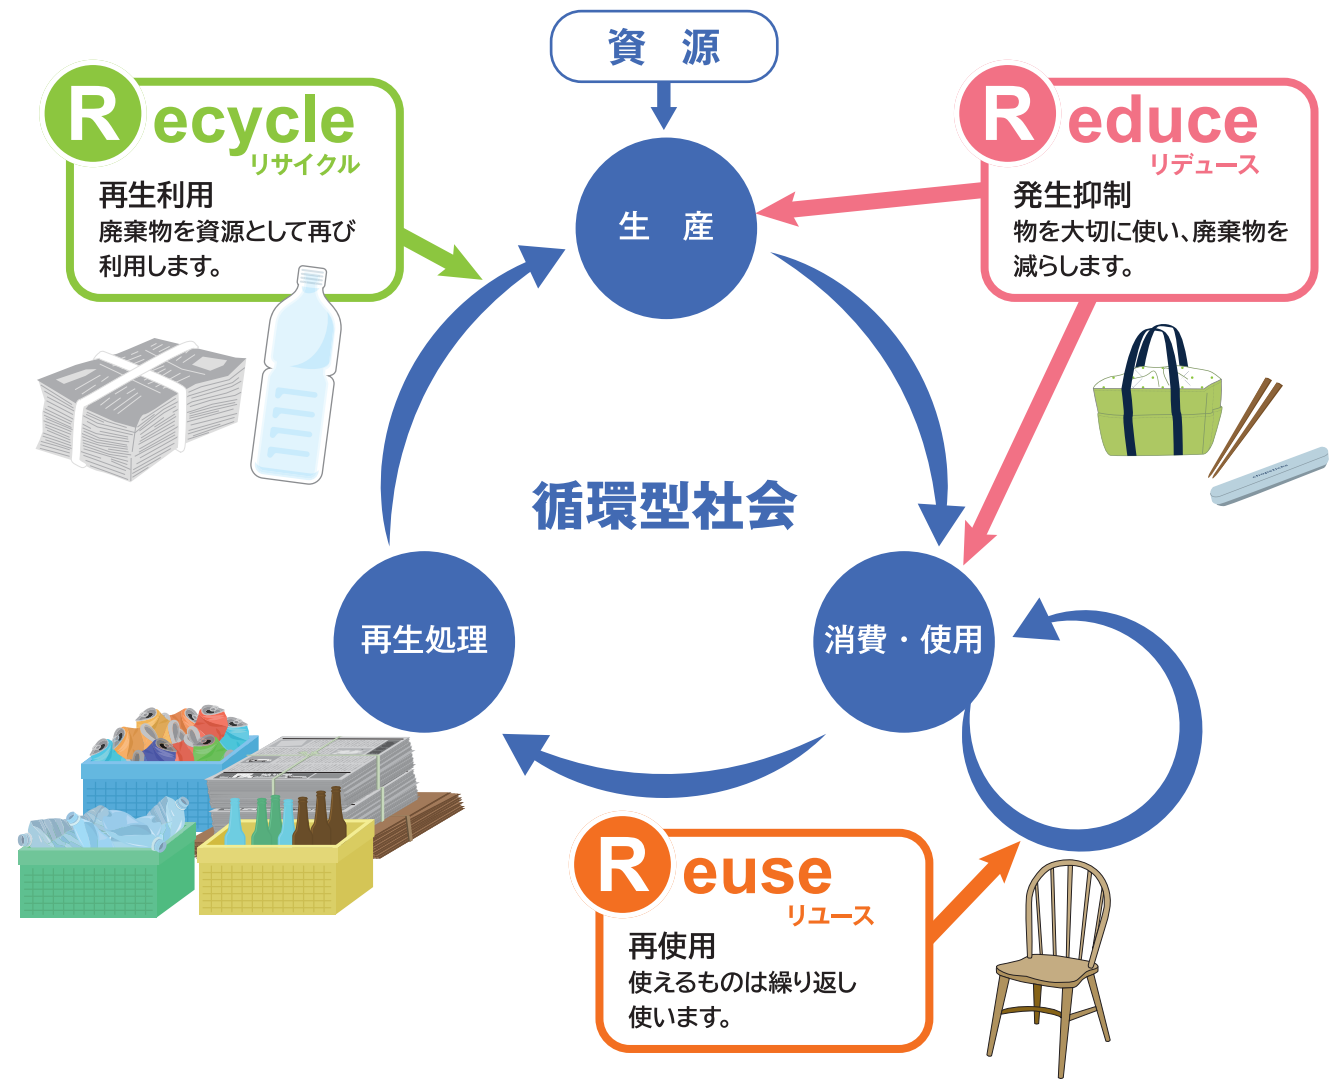 資　源
Recycle
リサイクル
再生利用
廃棄物を資源として再び
利用します。
Reduce
リデュース
発生抑制
物を大切に使い、廃棄物を
減らします。
生　産
循環型社会
再生処理
消費・使用
Reuse
リユース
再使用
使えるものは繰り返し
使います。